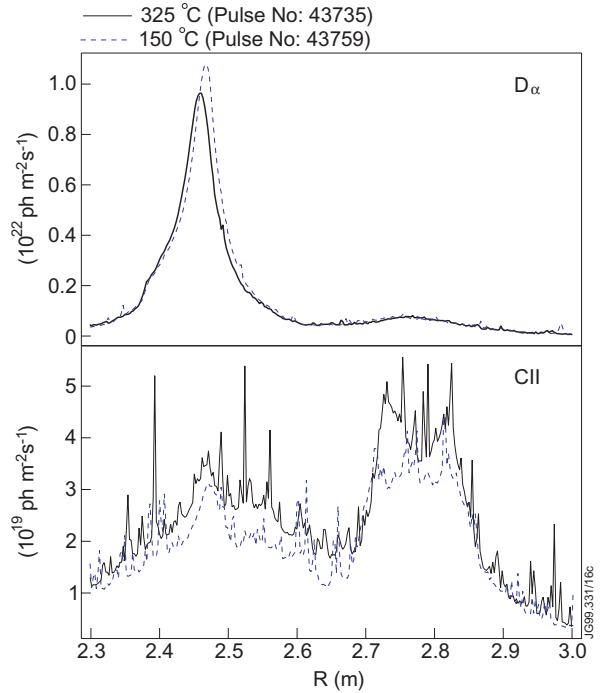 325 °C (Pulse No: 43735)
150 °C (Pulse No: 43759)
Dα
(10²² ph m⁻²s⁻¹)
1.0
0.8
0.6
0.4
0.2
0
CII
(10¹⁹ ph m⁻²s⁻¹)
5
4
3
2
1
2.3 2.4 2.5 2.6 2.7 2.8 2.9 3.0
R (m)
JG99.331/16c